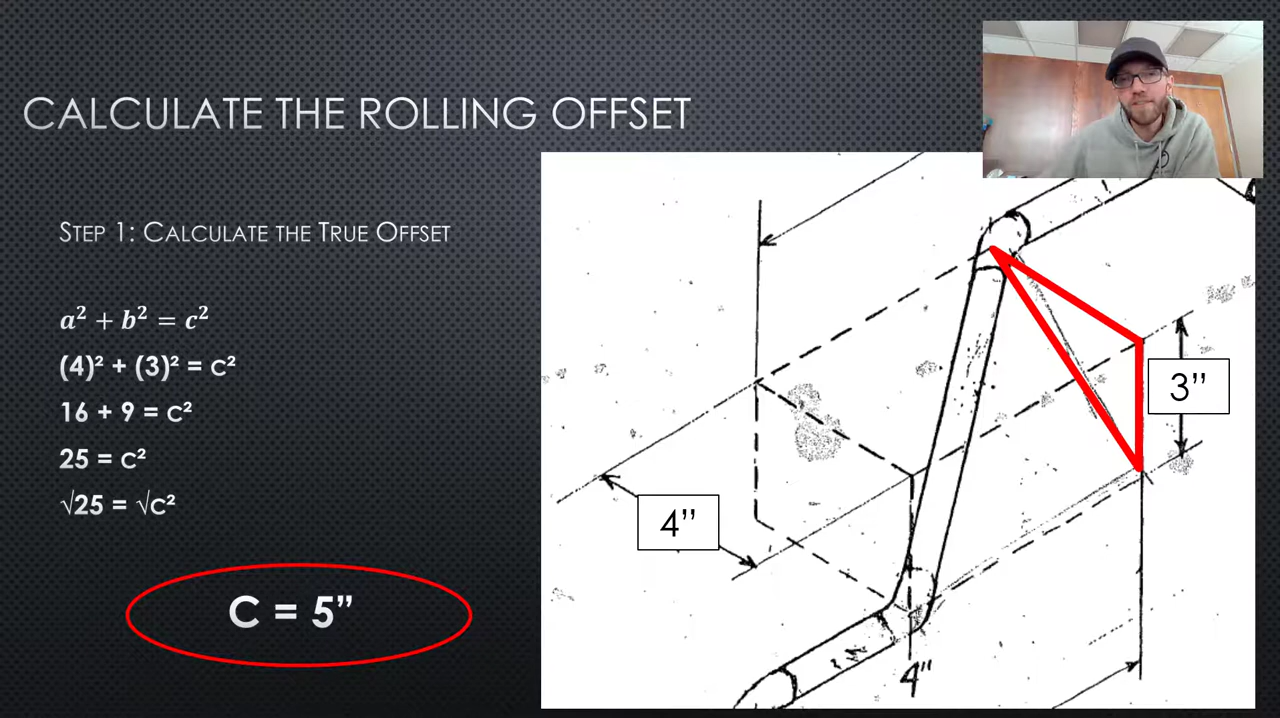 CALCULATE THE ROLLING OFFSET
STEP 1: CALCULATE THE TRUE OFFSET
a² + b² = c²
(4)² + (3)² = C²
16 + 9 = C²
25 = C²
√25 = √C²
C = 5”
3”
4”
4"